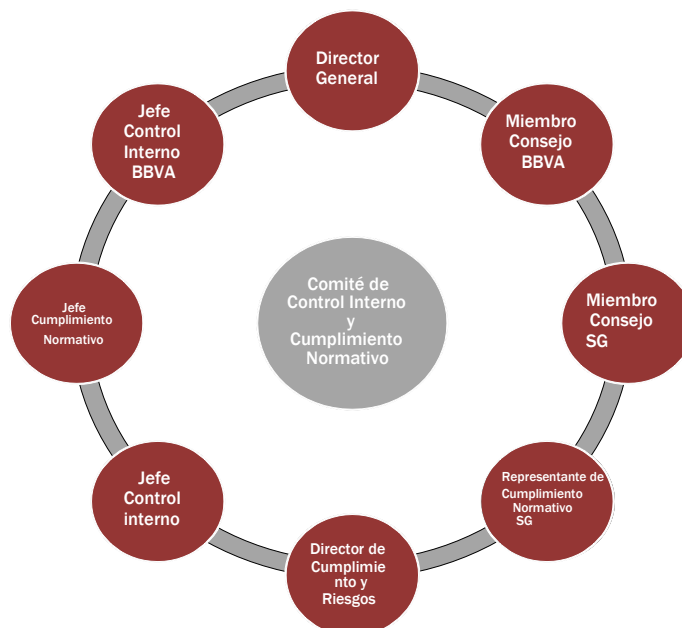 Director
General
Miembro
Consejo
BBVA
Miembro
Consejo
SG
Representante de
Cumplimiento
Normativo
SG
Director de
Cumplimie
nto y
Riesgos
Jefe
Control
interno
Jefe
Cumplimiento
Normativo
Jefe
Control
Interno
BBVA
Comité de
Control Interno
y
Cumplimiento
Normativo